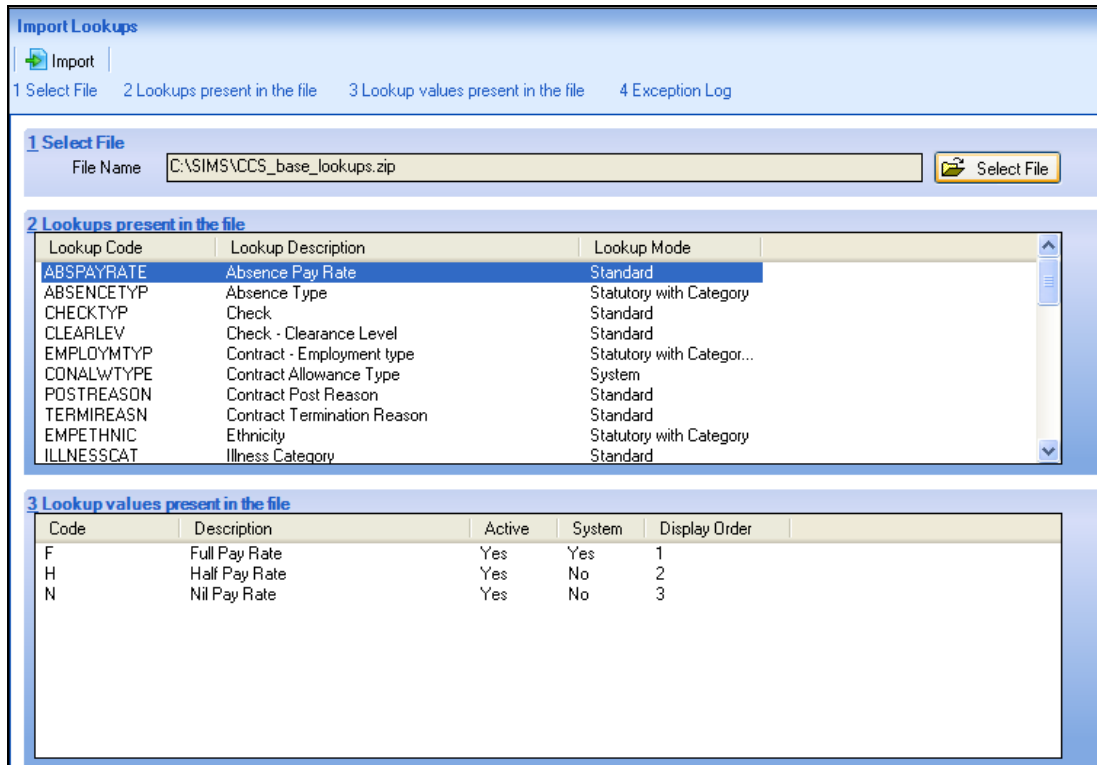 Import Lookups
Import
1 Select File 2 Lookups present in the file 3 Lookup values present in the file 4 Exception Log
1 Select File
File Name C:\SIMS\CCS_base_lookups.zip Select File
2 Lookups present in the file
Lookup Code Lookup Description Lookup Mode
ABSPAYRATE Absence Pay Rate Standard
ABSENCETYP Absence Type Statutory with Category
CHECKTYP Check Standard
CLEARLEV Check - Clearance Level Standard
EMPLOYMTYP Contract - Employment type Statutory with Categor...
CONALWTYPE Contract Allowance Type System
POSTREASON Contract Post Reason Standard
TERMIREASN Contract Termination Reason Standard
EMPETHNIC Ethnicity Statutory with Category
ILLNESSCAT Illness Category Standard
3 Lookup values present in the file
Code Description Active System Display Order
F Full Pay Rate Yes Yes 1
H Half Pay Rate Yes No 2
N Nil Pay Rate Yes No 3